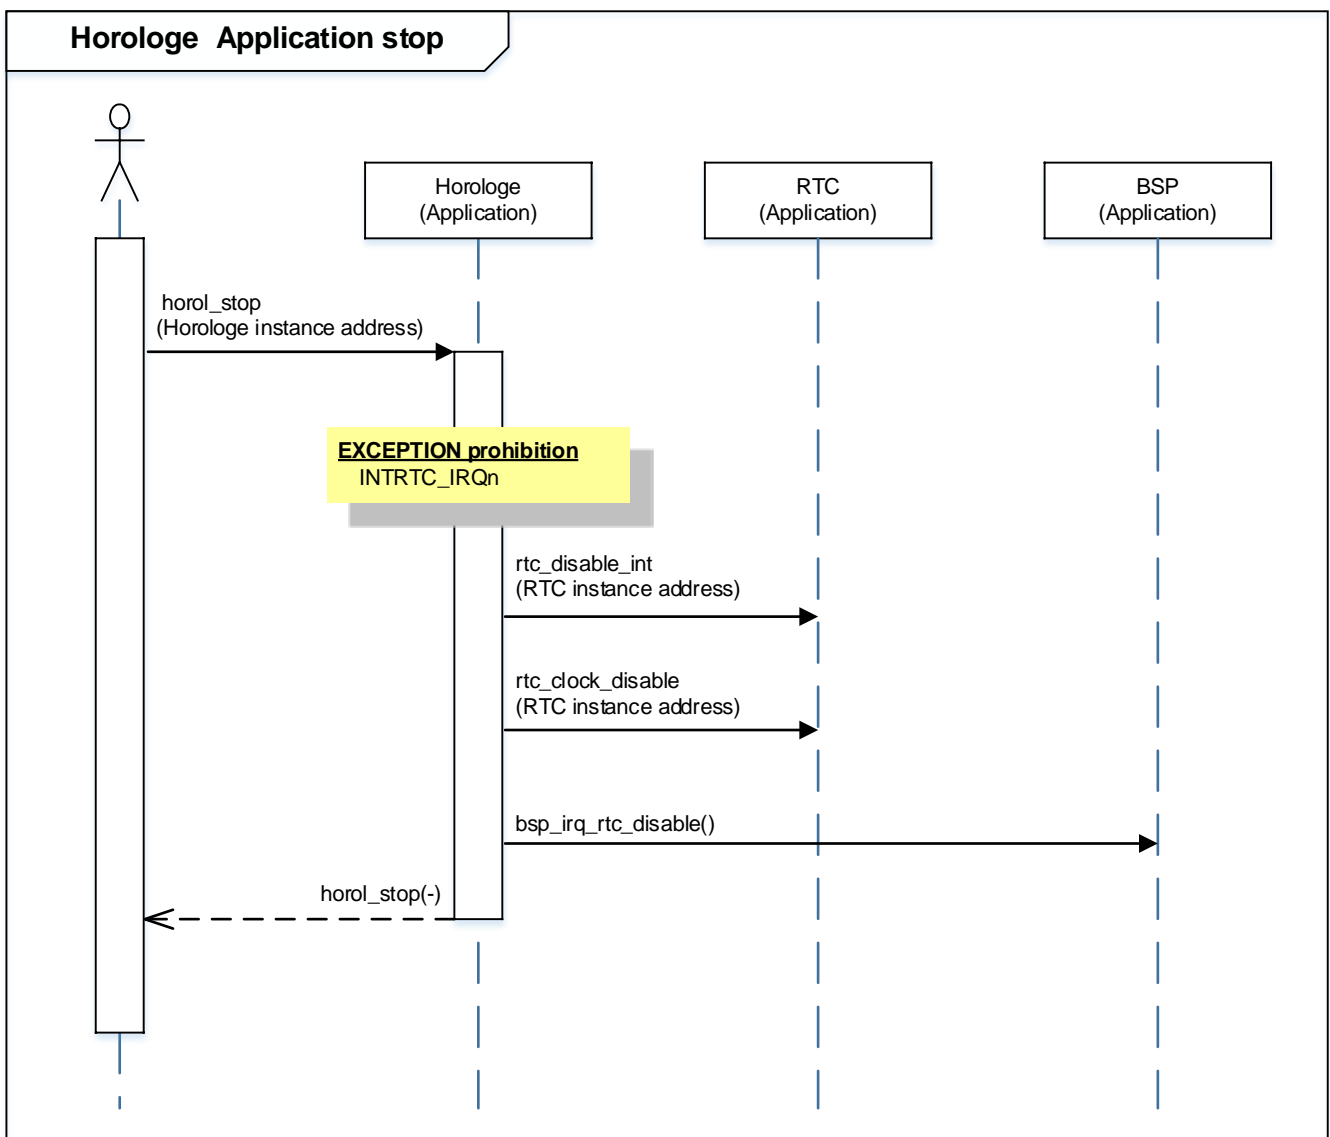 Horologe  Application stop
Horologe
(Application)
RTC
(Application)
BSP
(Application)
horol_stop
(Horologe instance address)
EXCEPTION prohibition
INTRTC_IRQn
rtc_disable_int
(RTC instance address)
rtc_clock_disable
(RTC instance address)
bsp_irq_rtc_disable()
horol_stop(-)